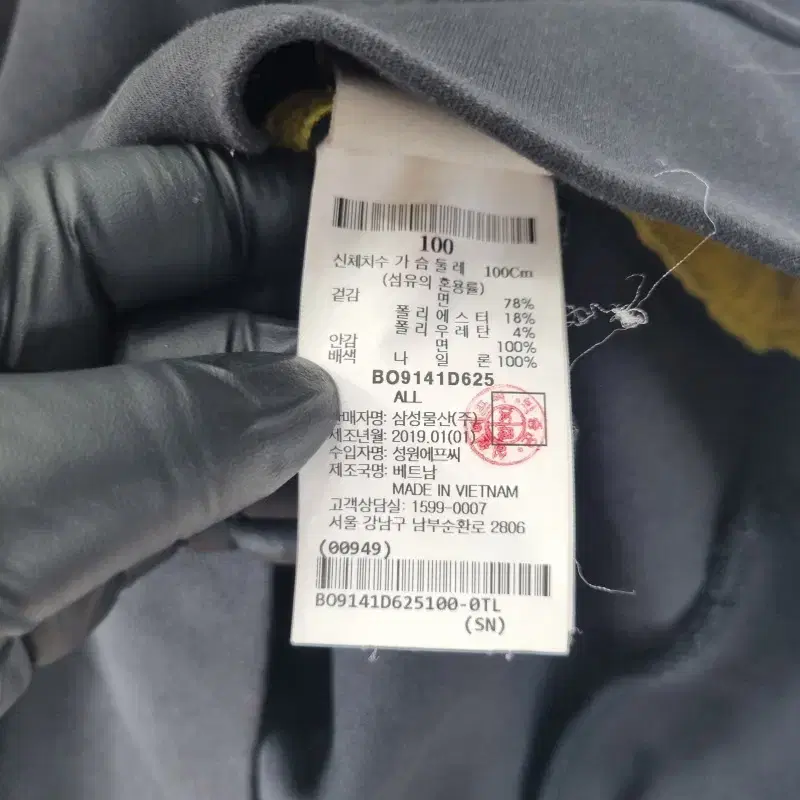 100
신체치수 가슴둘레 100Cm
(섬유의 혼용률)
겉감 면 78%
폴리에스터 18%
폴리우레탄 4%
안감 면 100%
배색 나일론 100%
BO9141D625
ALL
판매자명: 삼성물산(주)
제조년월: 2019.01(01)
수입자명: 성원에프씨
제조국명: 베트남
MADE IN VIETNAM
고객상담실: 1599-0007
서울 강남구 남부순환로 2806
(00949)
BO9141D625100-0TL
(SN)